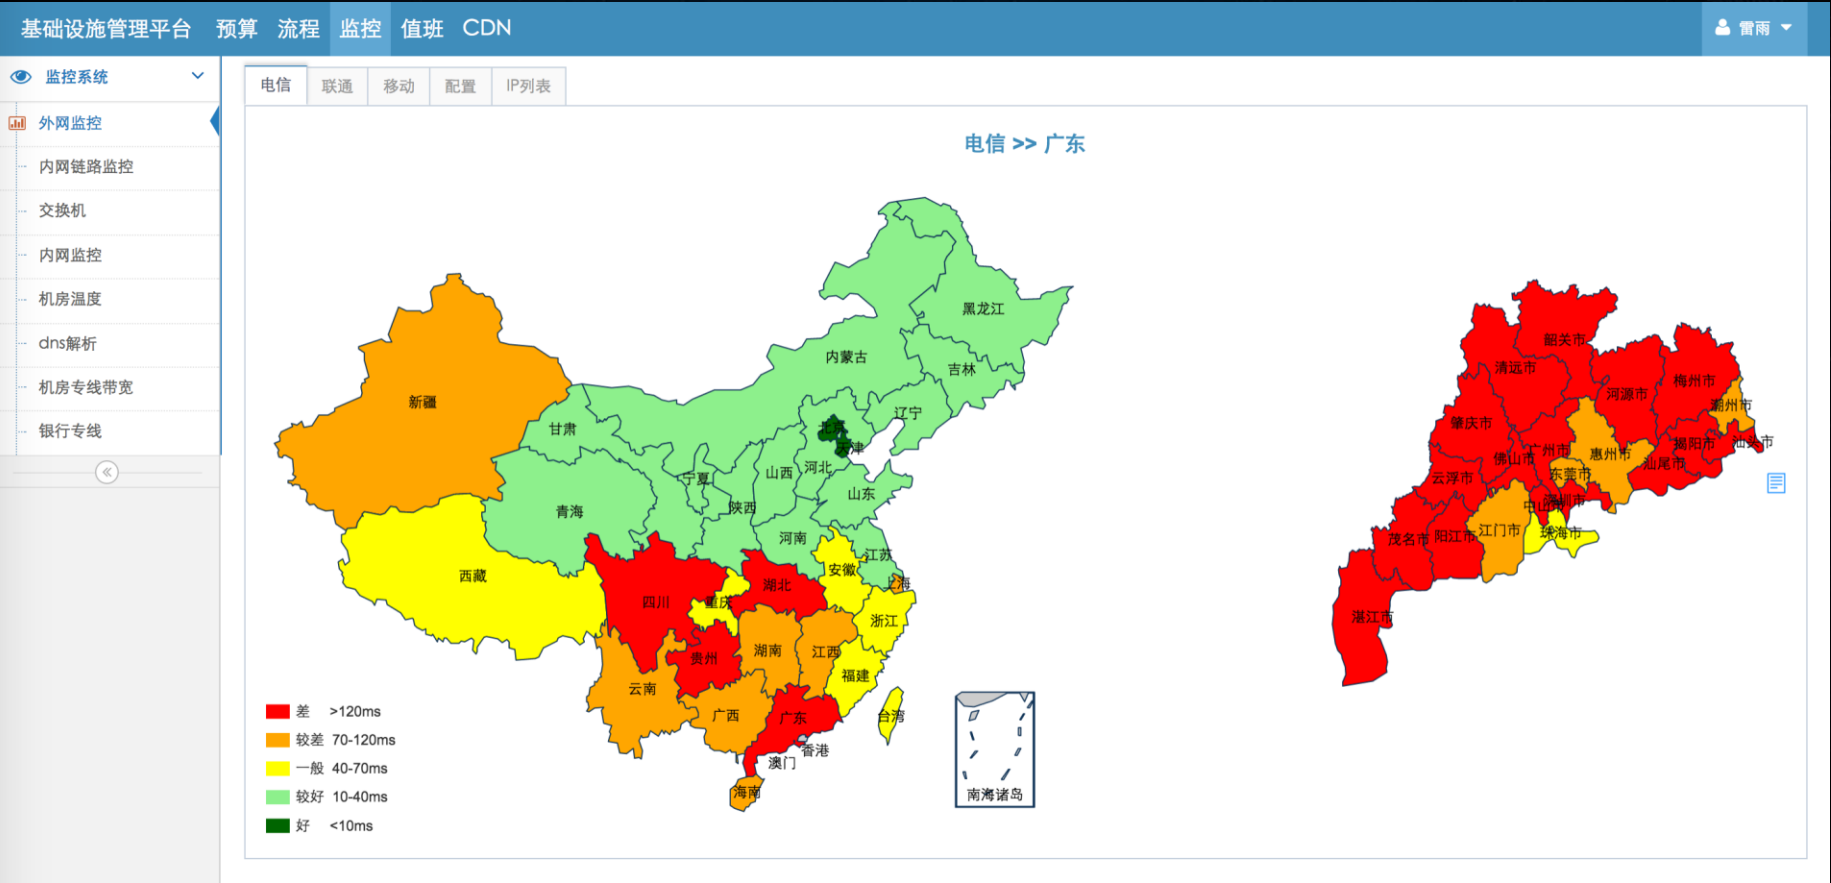 基础设施管理平台 预算 流程 监控 值班 CDN 雷雨
监控系统
外网监控
内网链路监控
交换机
内网监控
机房温度
dns解析
机房专线带宽
银行专线
电信 联通 移动 配置 IP列表
电信 >> 广东
黑龙江
内蒙古
吉林
新疆
辽宁
甘肃
北京
天津
河北
山西
宁夏
山东
陕西
青海
河南
江苏
安徽
西藏
上海
湖北
四川
重庆
浙江
湖南
江西
贵州
福建
云南
广西
广东
台湾
香港
澳门
海南
南海诸岛
韶关市
清远市
梅州市
河源市
潮州市
肇庆市
揭阳市
汕头市
广州市
惠州市
佛山市
汕尾市
东莞市
云浮市
深圳市
中山市
江门市
珠海市
阳江市
茂名市
湛江市
差 >120ms
较差 70-120ms
一般 40-70ms
较好 10-40ms
好 <10ms